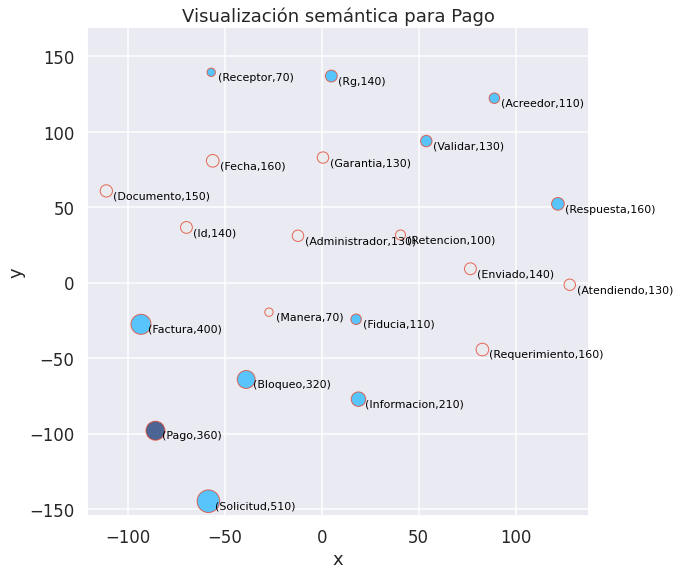 Visualización semántica para Pago
150
100
50
0
−50
−100
−150
y
(Receptor,70)
(Rg,140)
(Acreedor,110)
(Validar,130)
(Fecha,160)
(Garantia,130)
(Documento,150)
(Respuesta,160)
(Id,140)
(Administrador,130)
(Retencion,100)
(Enviado,140)
(Atendiendo,130)
(Manera,70)
(Fiducia,110)
(Factura,400)
(Requerimiento,160)
(Bloqueo,320)
(Informacion,210)
(Pago,360)
(Solicitud,510)
−100
−50
0
50
100
x